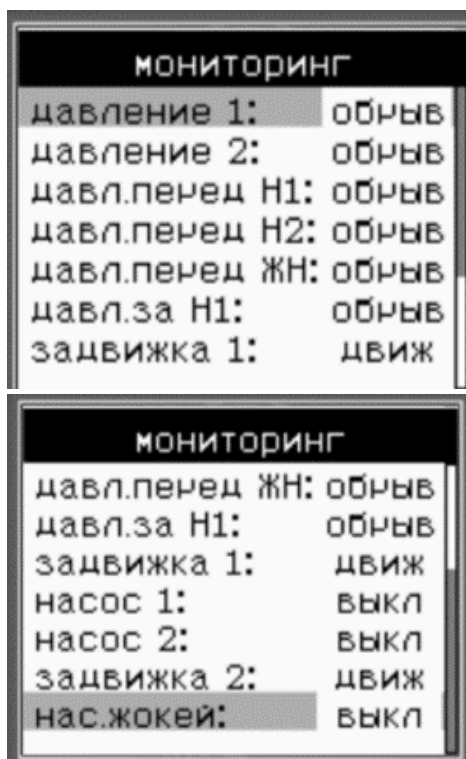 мониторинг
давление 1: обрыв
давление 2: обрыв
давл.перед Н1: обрыв
давл.перед Н2: обрыв
давл.перед ЖН: обрыв
давл.за Н1: обрыв
задвижка 1: движ
мониторинг
давл.перед ЖН: обрыв
давл.за Н1: обрыв
задвижка 1: движ
насос 1: выкл
насос 2: выкл
задвижка 2: движ
нас.жокей: выкл